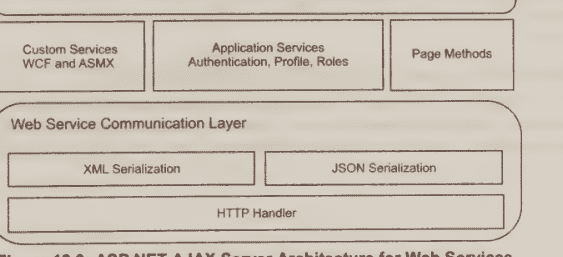 Custom Services
WCF and ASMX
Application Services
Authentication, Profile, Roles
Page Methods
Web Service Communication Layer
XML Serialization
JSON Serialization
HTTP Handler
ASP.NET AJAX Server Architecture for Web Services